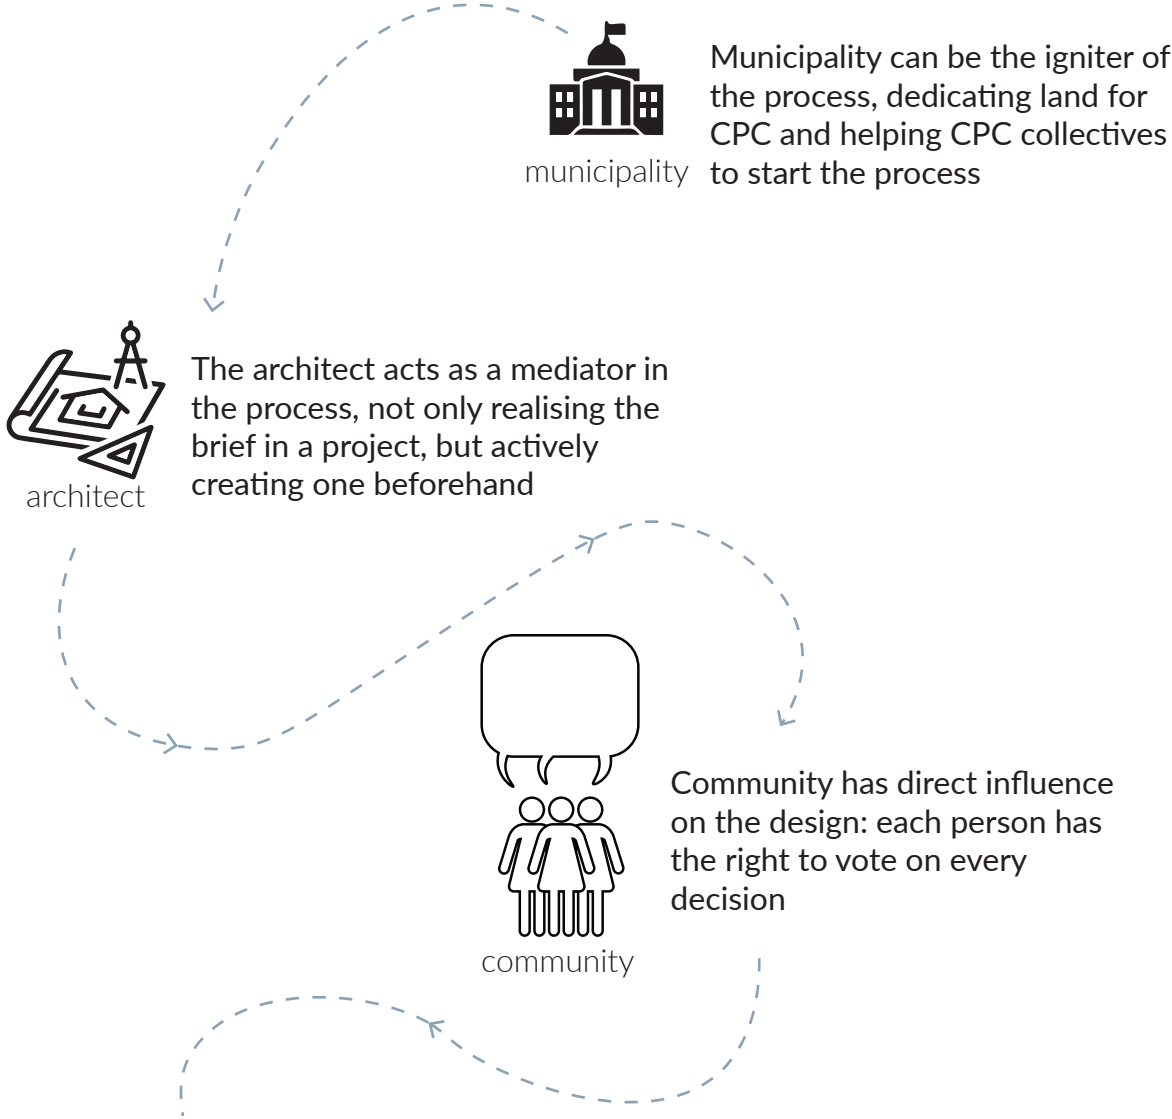 Municipality can be the igniter of
the process, dedicating land for
CPC and helping CPC collectives
to start the process
municipality
The architect acts as a mediator in
the process, not only realising the
brief in a project, but actively
creating one beforehand
architect
Community has direct influence
on the design: each person has
the right to vote on every
decision
community